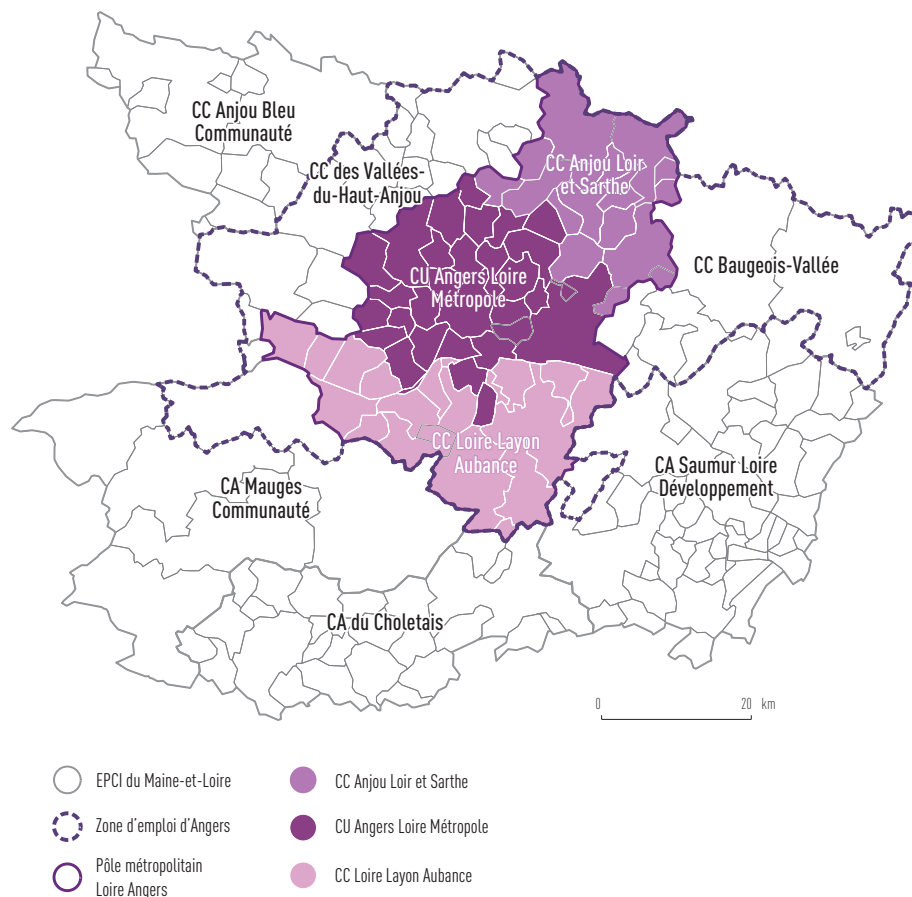 CC Anjou Bleu
Communauté
CC des Vallées-
du-Haut-Anjou
CC Anjou Loir
et Sarthe
CU Angers Loire
Métropole
CC Baugeois-Vallée
CC Loire Layon
Aubance
CA Saumur Loire
Développement
CA Mauges
Communauté
CA du Choletais
0 20 km
EPCI du Maine-et-Loire
Zone d'emploi d'Angers
Pôle métropolitain
Loire Angers
CC Anjou Loir et Sarthe
CU Angers Loire Métropole
CC Loire Layon Aubance